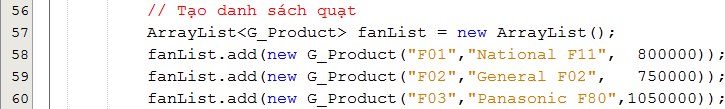 56 // Tạo danh sách quạt
57 ArrayList<G_Product> fanList = new ArrayList();
58 fanList.add(new G_Product("F01","National F11",  800000));
59 fanList.add(new G_Product("F02","General F02",   750000));
60 fanList.add(new G_Product("F03","Panasonic F80",1050000));